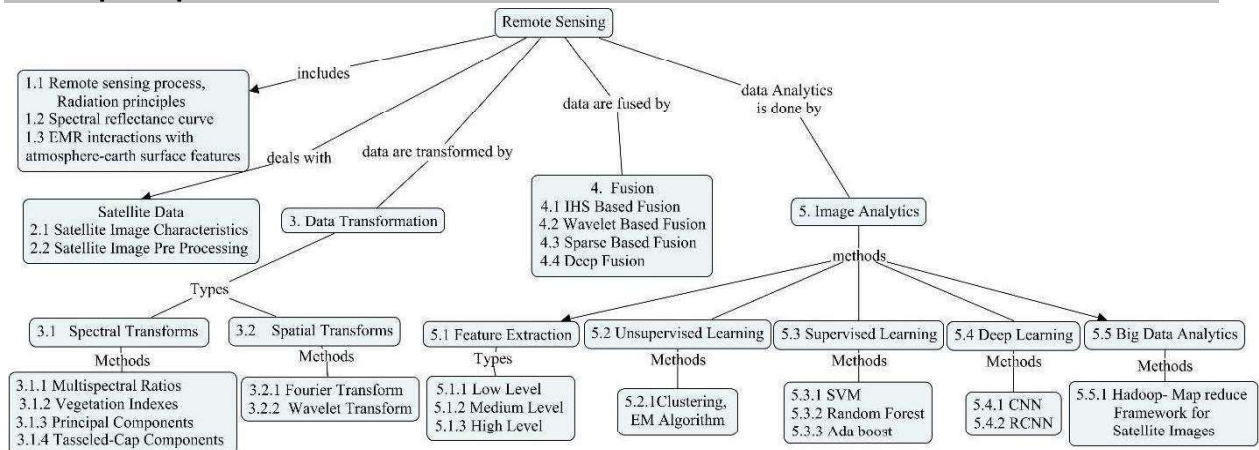 Remote Sensing
includes
1.1 Remote sensing process,
Radiation principles
1.2 Spectral reflectance curve
1.3 EMR interactions with
atmosphere-earth surface features
deals with
data are transformed by
data are fused by
data Analytics
is done by
Satellite Data
2.1 Satellite Image Characteristics
2.2 Satellite Image Pre Processing
3. Data Transformation
4. Fusion
4.1 IHS Based Fusion
4.2 Wavelet Based Fusion
4.3 Sparse Based Fusion
4.4 Deep Fusion
5. Image Analytics
methods
Types
3.1 Spectral Transforms
Methods
3.1.1 Multispectral Ratios
3.1.2 Vegetation Indexes
3.1.3 Principal Components
3.1.4 Tasseled-Cap Components
3.2 Spatial Transforms
Methods
3.2.1 Fourier Transform
3.2.2 Wavelet Transform
5.1 Feature Extraction
Types
5.1.1 Low Level
5.1.2 Medium Level
5.1.3 High Level
5.2 Unsupervised Learning
Methods
5.2.1Clustering,
EM Algorithm
5.3 Supervised Learning
Methods
5.3.1 SVM
5.3.2 Random Forest
5.3.3 Ada boost
5.4 Deep Learning
Methods
5.4.1 CNN
5.4.2 RCNN
5.5 Big Data Analytics
Methods
5.5.1 Hadoop- Map reduce
Framework for
Satellite Images